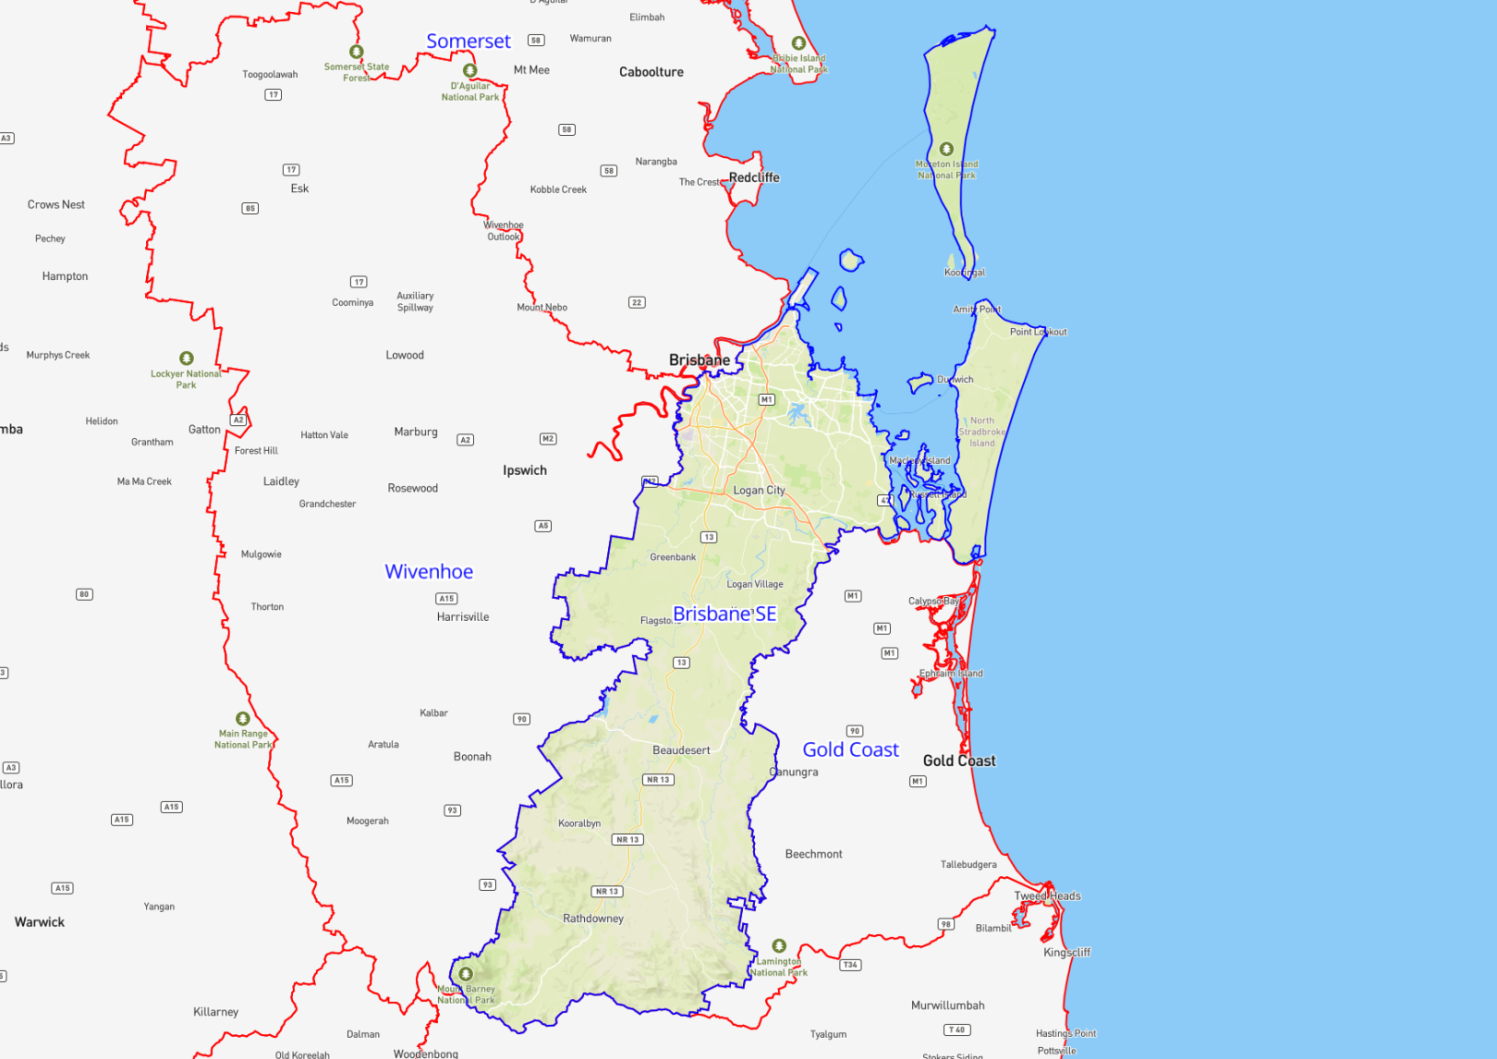 D'Aguilar
Elimbah
Somerset
58
Wamuran
Bribie Island
National Park
Somerset State
Forest
Toogoolawah
Mt Mee
Caboolture
D'Aguilar
National Park
17
A3
58
Moreton Island
National Park
17
58
Narangba
Esk
Kobble Creek
The Crest
Redcliffe
Crows Nest
85
Wivenhoe
Outlook
Pechey
Hampton
Kooringal
17
Coominya
Auxiliary
Spillway
Mount Nebo
22
Amity Point
Point Lookout
ds
Murphys Creek
Lowood
Brisbane
Lockyer National
Park
Dunwich
M1
Helidon
A2
mba
Gatton
Grantham
Forest Hill
Hatton Vale
Marburg
A2
M2
North
Stradbroke
Island
Macleay Island
Ipswich
Ma Ma Creek
Laidley
Rosewood
M2
Logan City
47
Russell Island
Grandchester
A5
13
Mulgowie
Greenbank
Wivenhoe
Logan Village
80
A15
Thorton
Harrisville
M1
Calypso Bay
Flagstone
Brisbane SE
M1
M1
13
Ephraim Island
Main Range
National Park
Kalbar
90
90
Aratula
Boonah
Beaudesert
Gold Coast
Gold Coast
A3
llora
A15
NR 13
Canungra
M1
A15
A15
Moogerah
93
Kooralbyn
NR 13
Beechmont
Tallebudgera
A15
93
NR 13
Tweed Heads
Yangan
Warwick
Rathdowney
98
Bilambil
Lamington
National Park
T34
Kingscliff
Mount Barney
National Park
Killarney
Murwillumbah
Dalman
Tyalgum
T 40
Hastings Point
Old Koreelah
Woodenbong
Stokers Siding
Pottsville